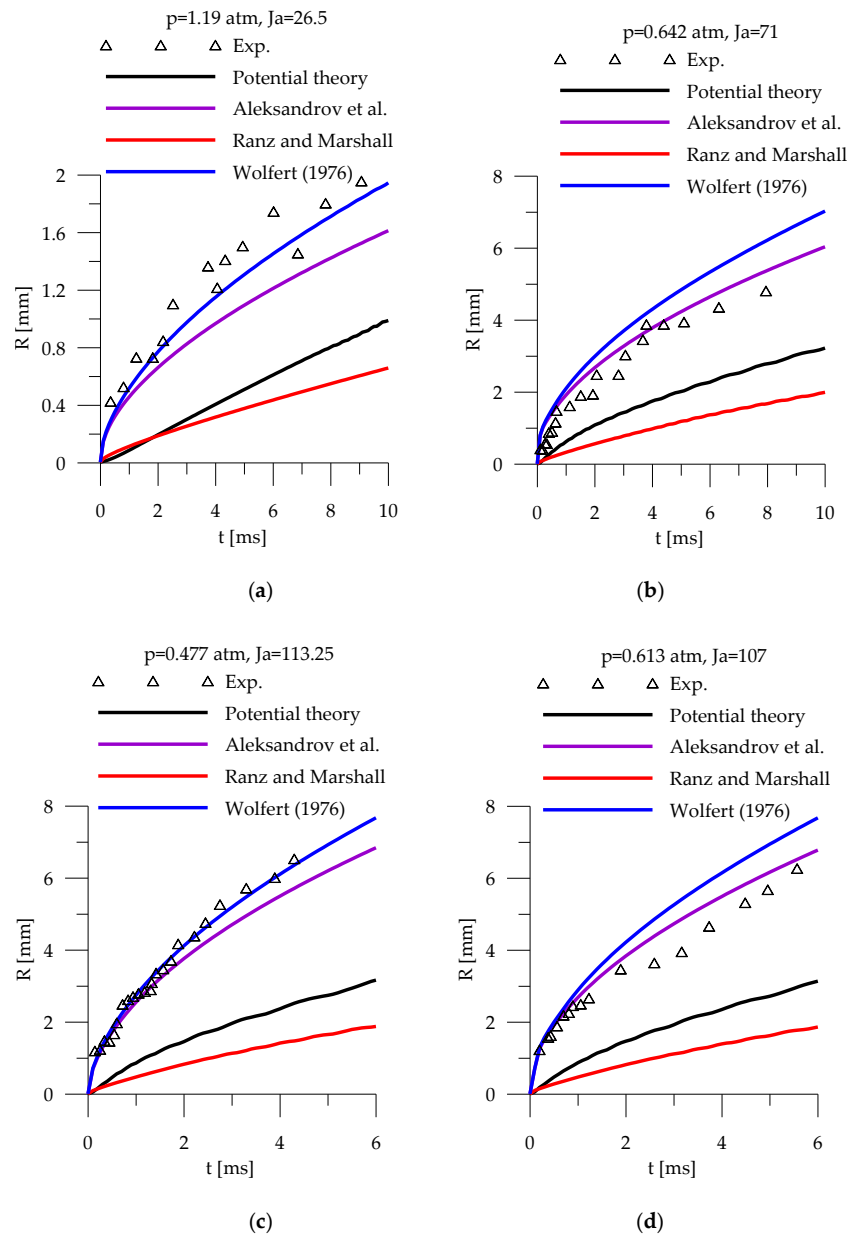 p=1.19 atm, Ja=26.5
Exp.
Potential theory
Aleksandrov et al.
Ranz and Marshall
Wolfert (1976)
2
1.6
1.2
0.8
0.4
0
R [mm]
0 2 4 6 8 10
t [ms]
(a)
p=0.642 atm, Ja=71
Exp.
Potential theory
Aleksandrov et al.
Ranz and Marshall
Wolfert (1976)
8
6
4
2
0
R [mm]
0 2 4 6 8 10
t [ms]
(b)
p=0.477 atm, Ja=113.25
Exp.
Potential theory
Aleksandrov et al.
Ranz and Marshall
Wolfert (1976)
8
6
4
2
0
R [mm]
0 2 4 6
t [ms]
(c)
p=0.613 atm, Ja=107
Exp.
Potential theory
Aleksandrov et al.
Ranz and Marshall
Wolfert (1976)
8
6
4
2
0
R [mm]
0 2 4 6
t [ms]
(d)